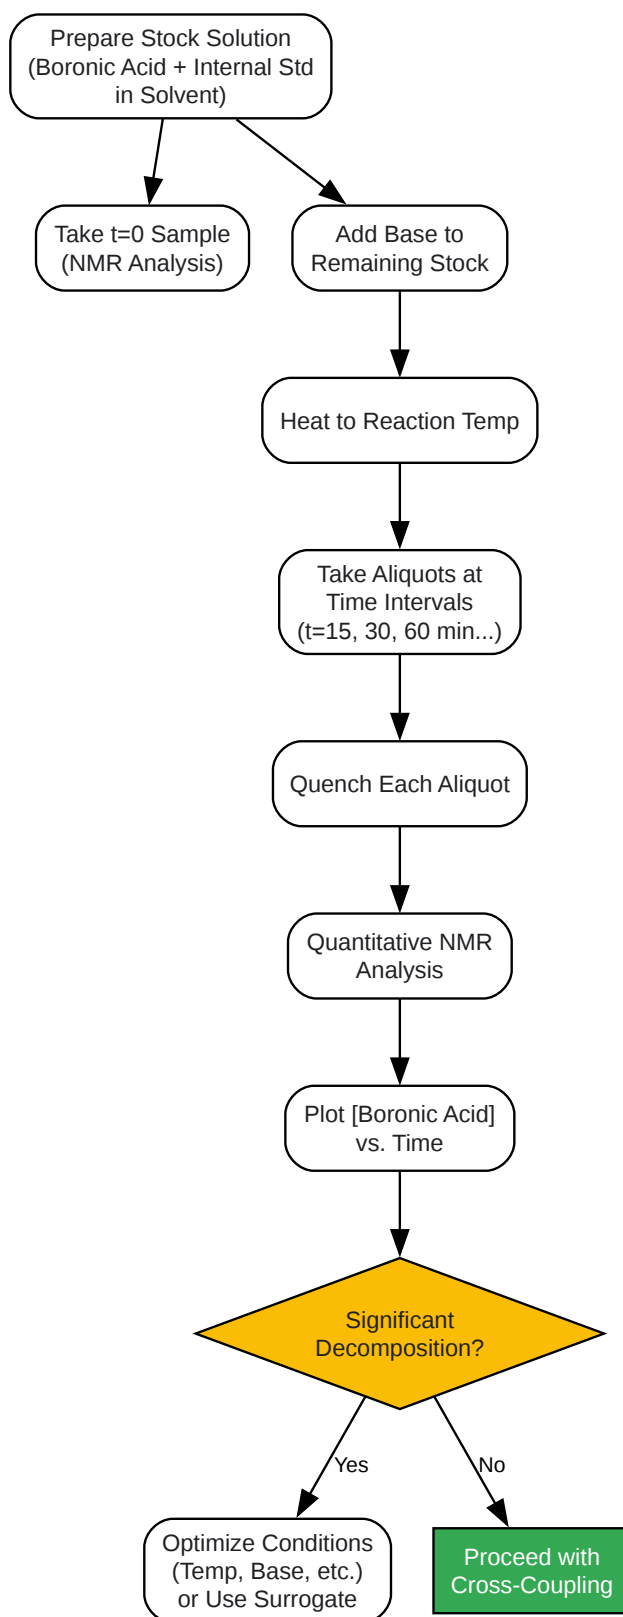 Prepare Stock Solution
(Boronic Acid + Internal Std
in Solvent)
Take t=0 Sample
(NMR Analysis)
Add Base to
Remaining Stock
Heat to Reaction Temp
Take Aliquots at
Time Intervals
(t=15, 30, 60 min...)
Quench Each Aliquot
Quantitative NMR
Analysis
Plot [Boronic Acid]
vs. Time
Significant
Decomposition?
Yes
No
Optimize Conditions
(Temp, Base, etc.)
or Use Surrogate
Proceed with
Cross-Coupling